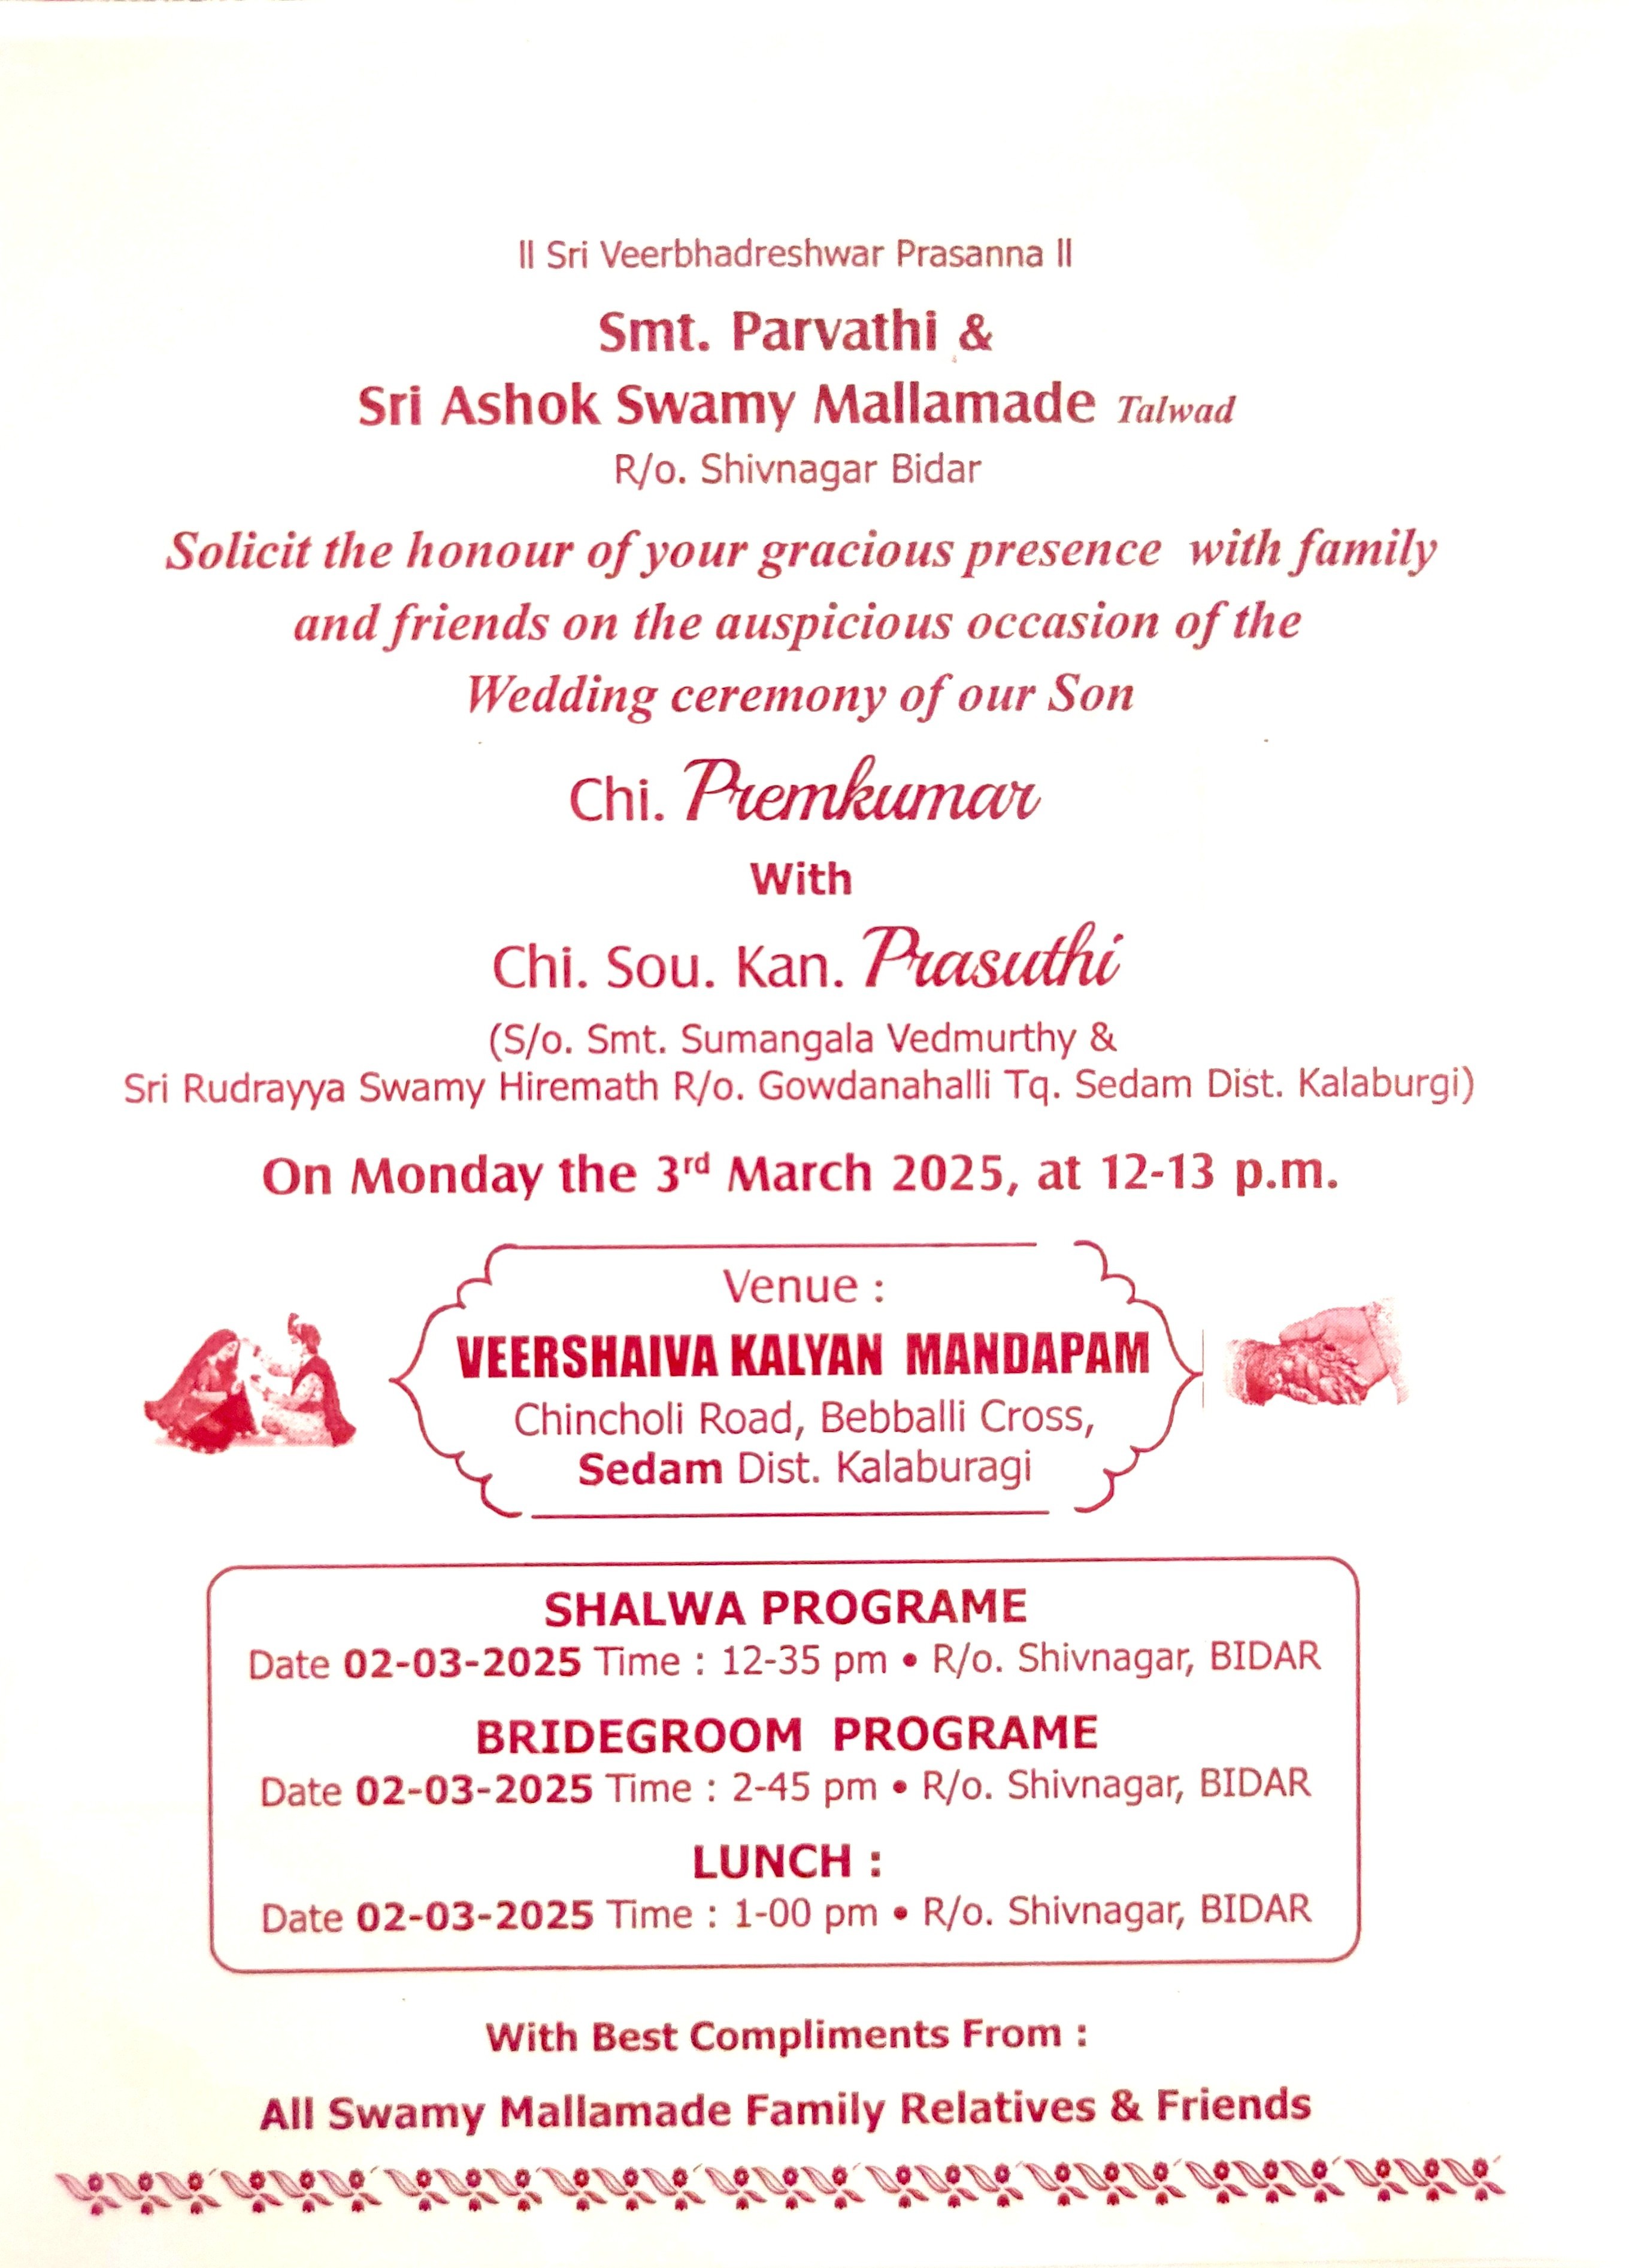 ll Sri Veerbhadreshwar Prasanna ll
Smt. Parvathi &
Sri Ashok Swamy Mallamade Talwad
R/o. Shivnagar Bidar
Solicit the honour of your gracious presence with family
and friends on the auspicious occasion of the
Wedding ceremony of our Son
Chi. Premkumar
With
Chi. Sou. Kan. Prasuthi
(S/o. Smt. Sumangala Vedmurthy &
Sri Rudrayya Swamy Hiremath R/o. Gowdanahalli Tq. Sedam Dist. Kalaburgi)
On Monday the 3rd March 2025, at 12-13 p.m.
Venue :
VEERSHAIVA KALYAN MANDAPAM
Chincholi Road, Bebballi Cross,
Sedam Dist. Kalaburagi
SHALWA PROGRAME
Date 02-03-2025 Time : 12-35 pm • R/o. Shivnagar, BIDAR
BRIDEGROOM PROGRAME
Date 02-03-2025 Time : 2-45 pm • R/o. Shivnagar, BIDAR
LUNCH :
Date 02-03-2025 Time : 1-00 pm • R/o. Shivnagar, BIDAR
With Best Compliments From :
All Swamy Mallamade Family Relatives & Friends